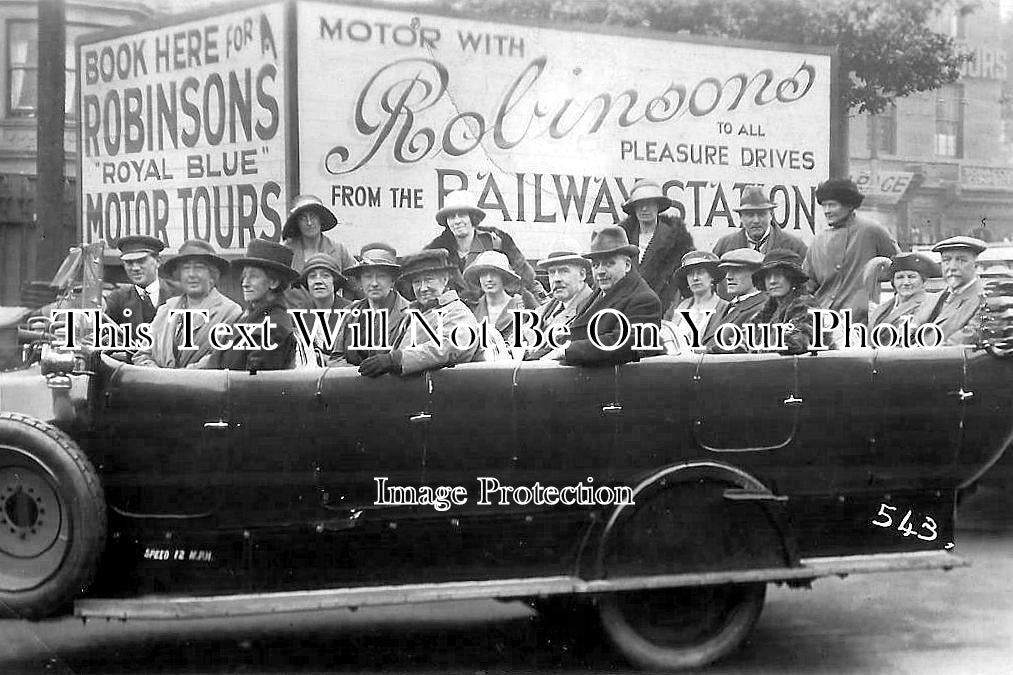 BOOK HERE for A
ROBINSONS
"ROYAL BLUE"
MOTOR TOURS
MOTOR WITH
Robinsons
TO ALL
PLEASURE DRIVES
FROM THE RAILWAY STATION
This Text Will Not Be On Your Photo
Image Protection
543
SPEED 12 M.P.H.